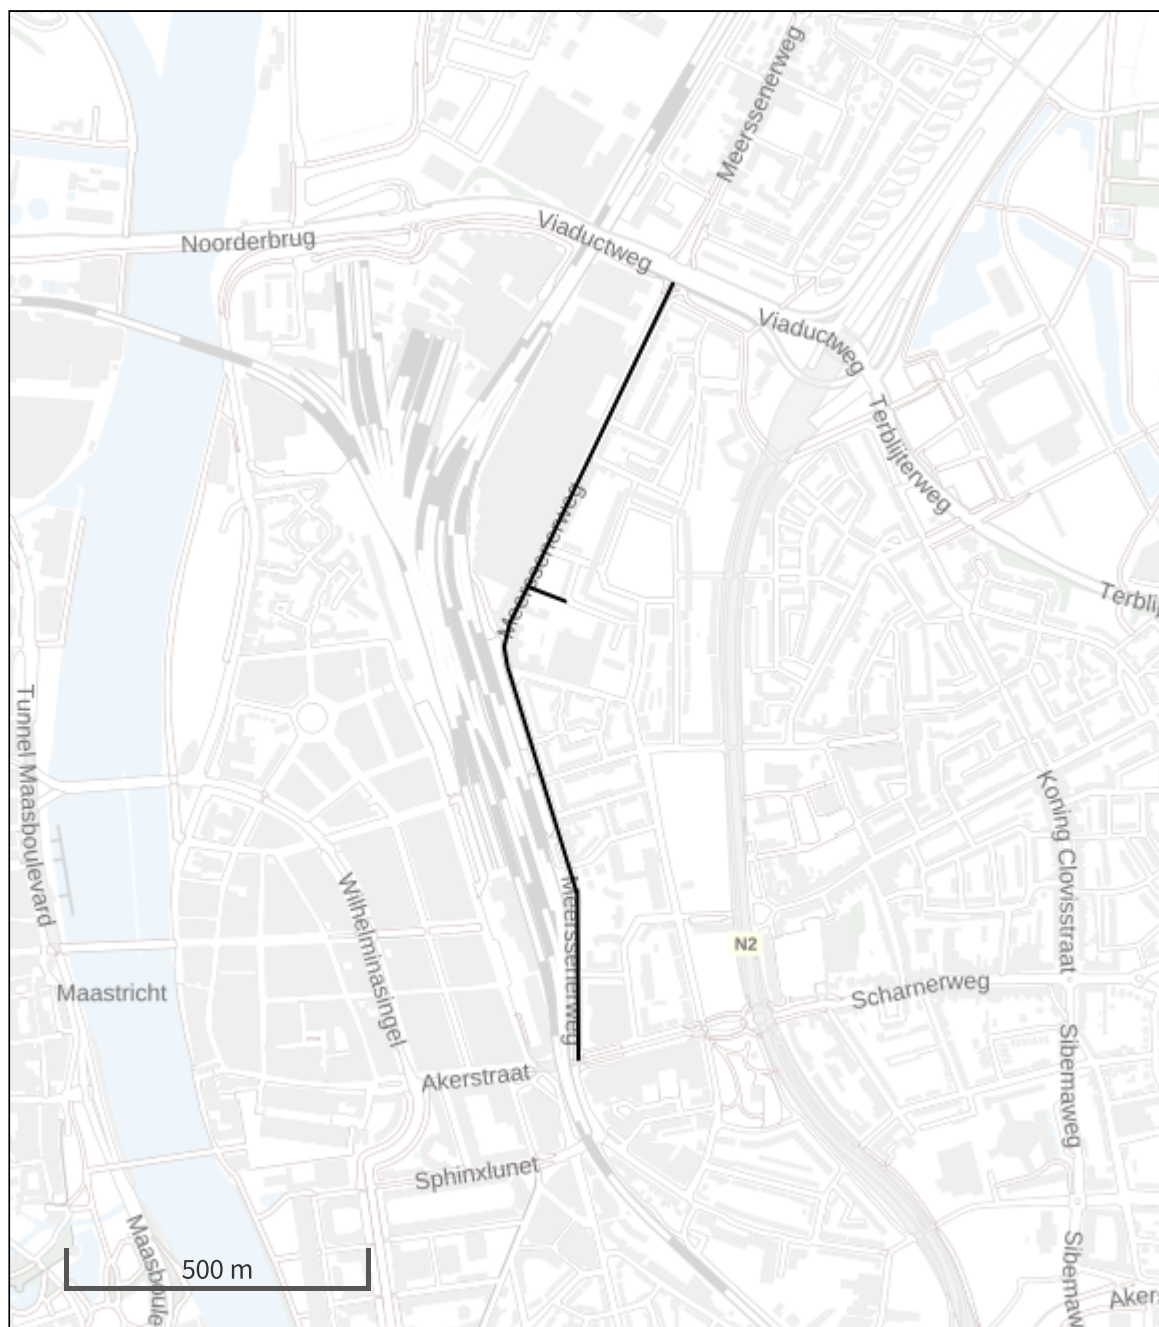 Meerssenerweg
Noorderbrug
Viaductweg
Viaductweg
Terblijterweg
Meerssenerweg
Terblij
Tunnel Maasboulevard
Koning Clovisstraat
Wilhelminasingel
Meerssenerweg
N2
Maastricht
Scharnerweg
Akerstraat
Sibemaweg
Sphinxlunet
Maasboule
Sibemaw
500 m
Aker